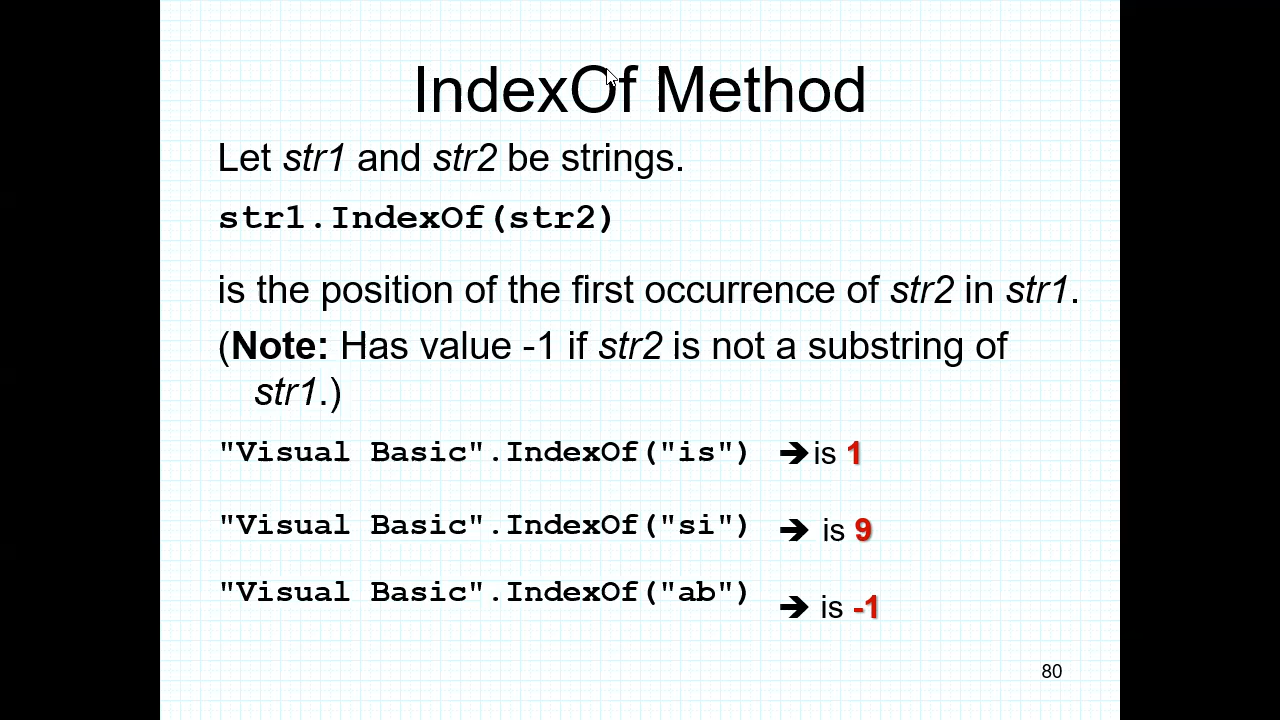 IndexOf Method
Let str1 and str2 be strings.
str1.IndexOf(str2)
is the position of the first occurrence of str2 in str1.
(Note: Has value -1 if str2 is not a substring of
str1.)
"Visual Basic".IndexOf("is") ➔ is 1
"Visual Basic".IndexOf("si") ➔ is 9
"Visual Basic".IndexOf("ab") ➔ is -1
80